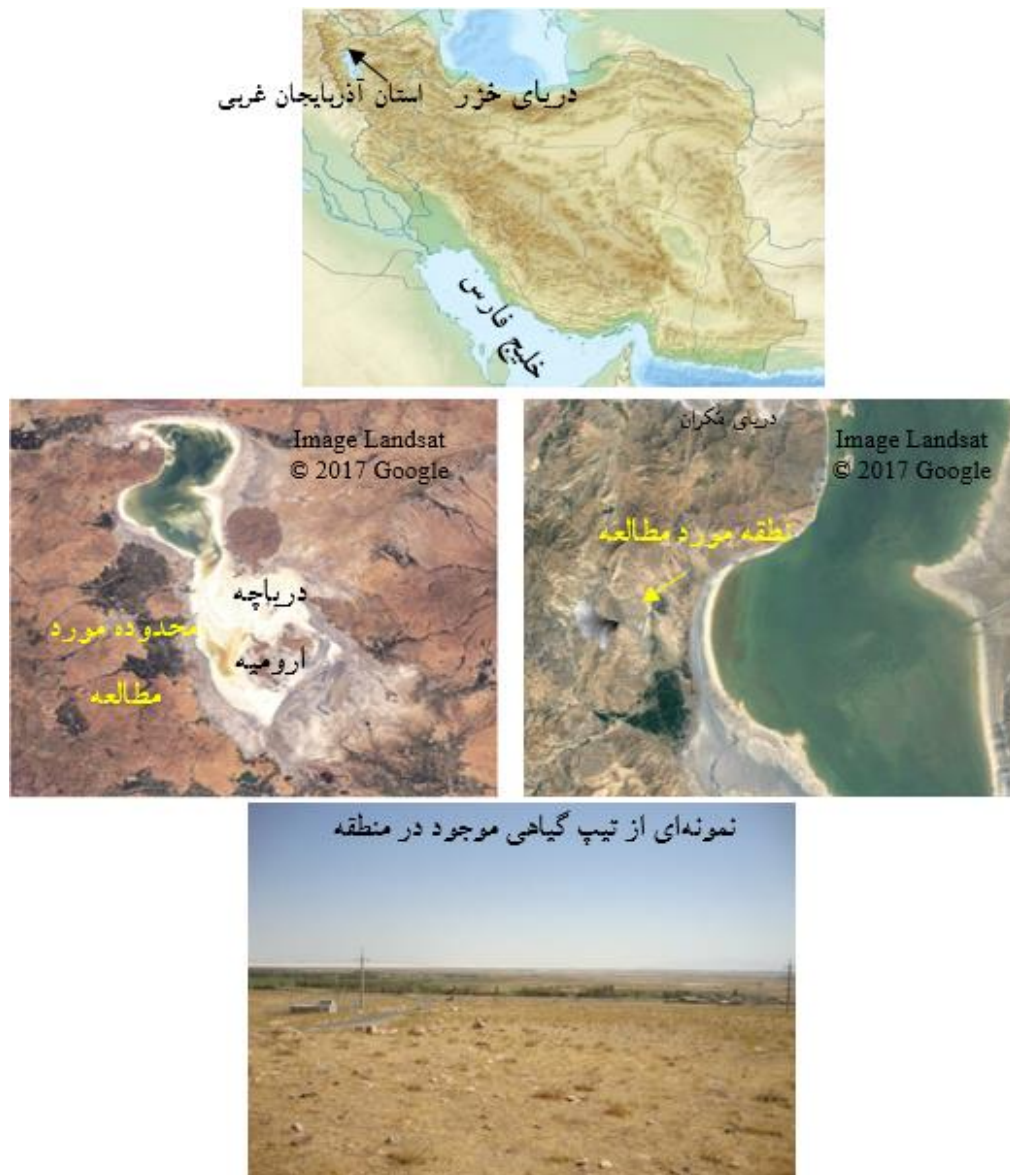 استان آذربایجان غربی
دریای خزر
خلیج فارس
Image Landsat
© 2017 Google
دریاچه
ارومیه
محدوده مورد
مطالعه
دریای مکران
Image Landsat
© 2017 Google
نطقه مورد مطالعه
نمونه‌ای از تیپ گیاهی موجود در منطقه